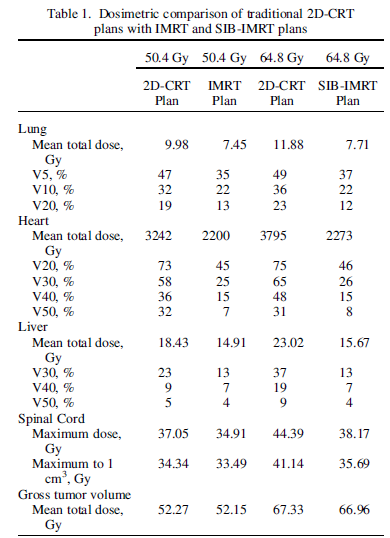 Table 1. Dosimetric comparison of traditional 2D-CRT
plans with IMRT and SIB-IMRT plans
50.4 Gy 50.4 Gy 64.8 Gy 64.8 Gy
2D-CRT IMRT 2D-CRT SIB-IMRT
Plan Plan Plan Plan
Lung
Mean total dose, 9.98 7.45 11.88 7.71
Gy
V5, % 47 35 49 37
V10, % 32 22 36 22
V20, % 19 13 23 12
Heart
Mean total dose, 3242 2200 3795 2273
Gy
V20, % 73 45 75 46
V30, % 58 25 65 26
V40, % 36 15 48 15
V50, % 32 7 31 8
Liver
Mean total dose, 18.43 14.91 23.02 15.67
Gy
V30, % 23 13 37 13
V40, % 9 7 19 7
V50, % 5 4 9 4
Spinal Cord
Maximum dose, 37.05 34.91 44.39 38.17
Gy
Maximum to 1 34.34 33.49 41.14 35.69
cm³, Gy
Gross tumor volume
Mean total dose, 52.27 52.15 67.33 66.96
Gy